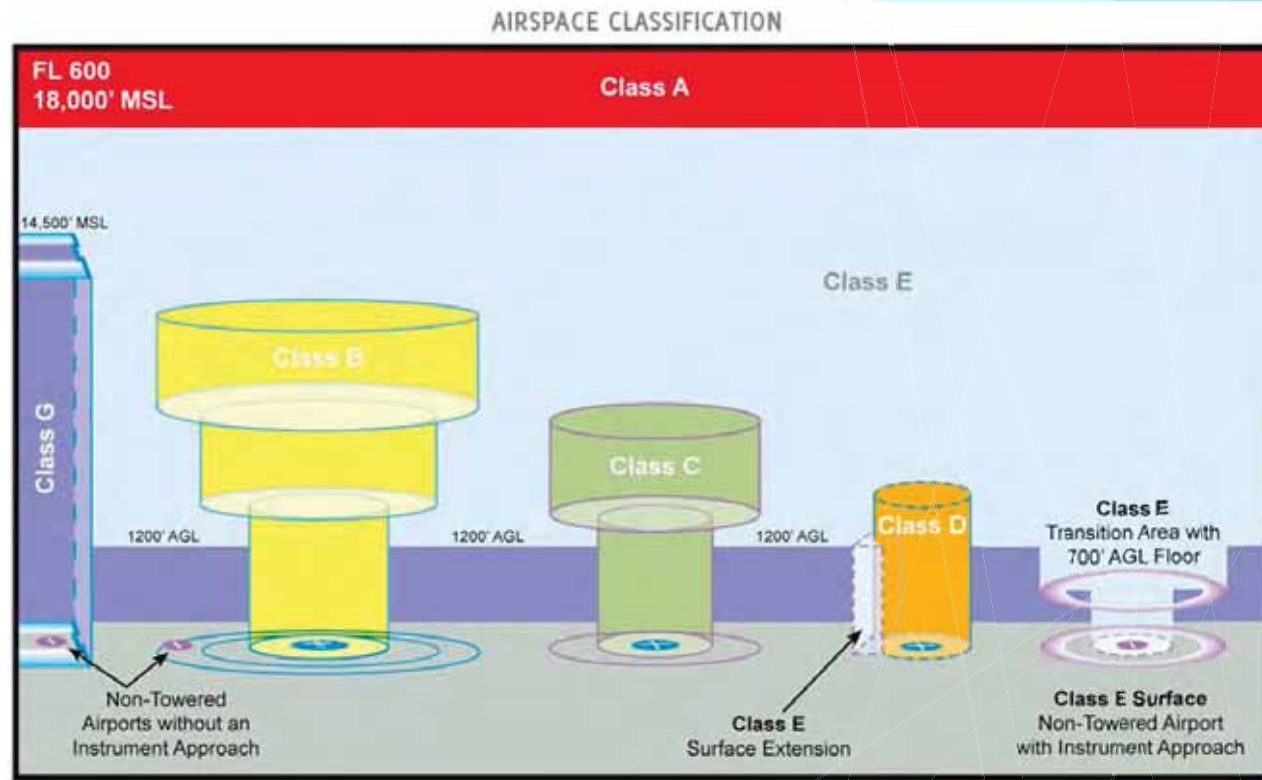 AIRSPACE CLASSIFICATION
FL 600
18,000' MSL
Class A
14,500' MSL
Class E
Class B
Class G
Class C
Class D
1200' AGL
1200' AGL
1200' AGL
Class E
Transition Area with
700' AGL Floor
Non-Towered
Airports without an
Instrument Approach
Class E
Surface Extension
Class E Surface
Non-Towered Airport
with Instrument Approach